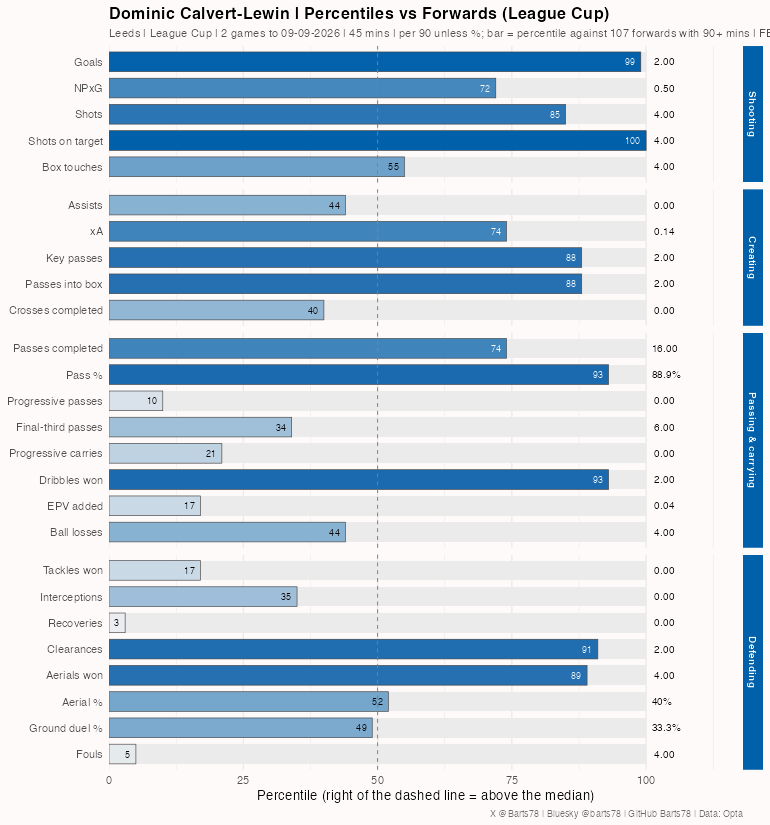 Dominic Calvert-Lewin | Percentiles vs Forwards (League Cup)
Leeds | League Cup | 2 games to 09-09-2026 | 45 mins | per 90 unless %; bar = percentile against 107 forwards with 90+ mins | FB
Goals 99 2.00
NPxG 72 0.50
Shots 85 4.00
Shots on target 100 4.00
Box touches 55 4.00
Shooting
Assists 44 0.00
xA 74 0.14
Key passes 88 2.00
Passes into box 88 2.00
Crosses completed 40 0.00
Creating
Passes completed 74 16.00
Pass % 93 88.9%
Progressive passes 10 0.00
Final-third passes 34 6.00
Progressive carries 21 0.00
Dribbles won 93 2.00
EPV added 17 0.04
Ball losses 44 4.00
Passing & carrying
Tackles won 17 0.00
Interceptions 35 0.00
Recoveries 3 0.00
Clearances 91 2.00
Aerials won 89 4.00
Aerial % 52 40%
Ground duel % 49 33.3%
Fouls 5 4.00
Defending
0 25 50 75 100
Percentile (right of the dashed line = above the median)
X @Barts78 | Bluesky @barts78 | GitHub Barts78 | Data: Opta